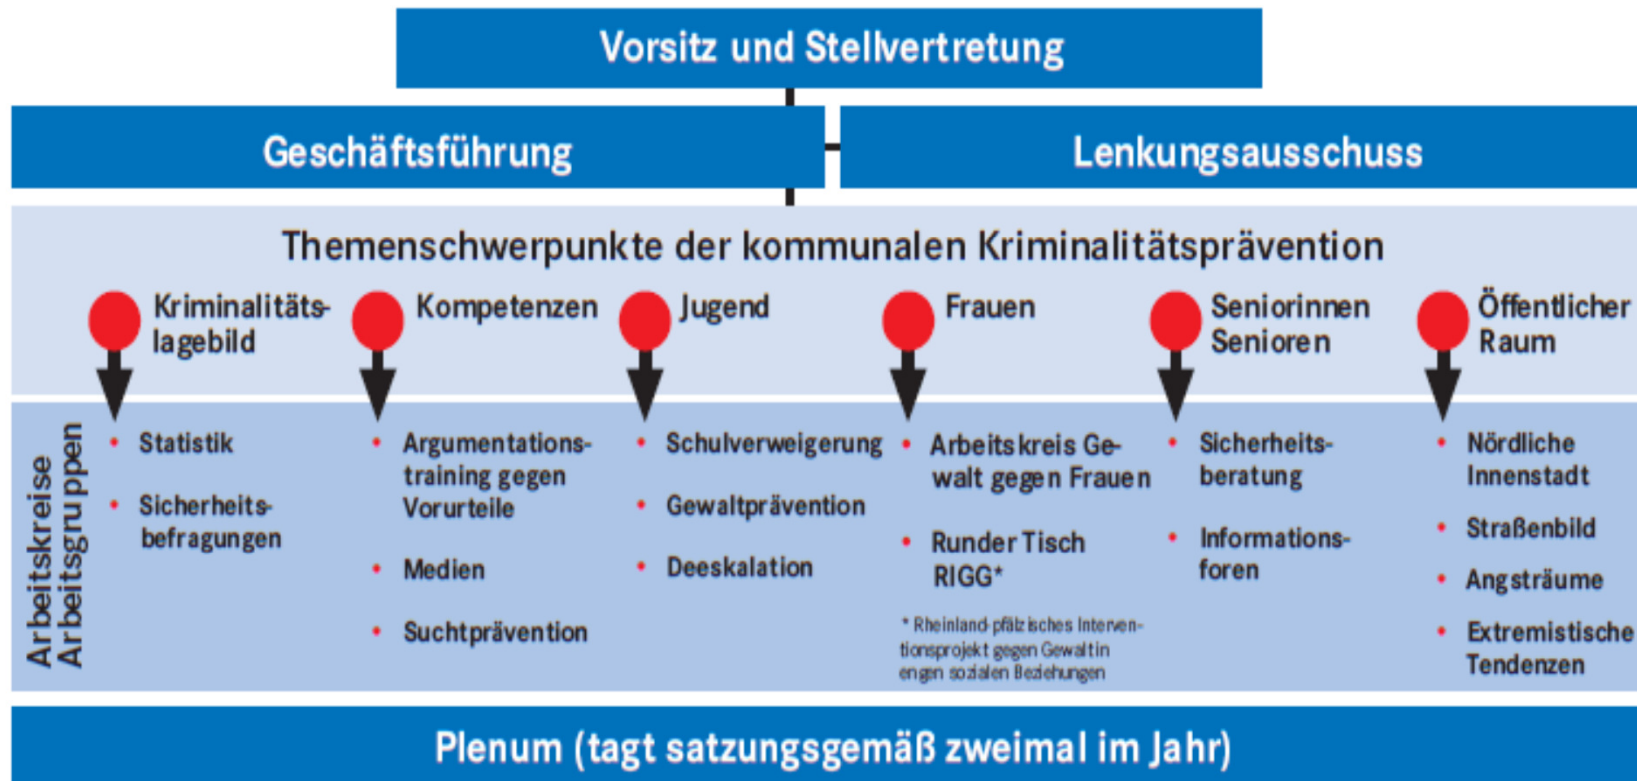 Vorsitz und Stellvertretung
Geschäftsführung
Lenkungsausschuss
Themenschwerpunkte der kommunalen Kriminalitätsprävention
Kriminalitäts-
lagebild
Kompetenzen
Jugend
Frauen
Seniorinnen
Senioren
Öffentlicher
Raum
Arbeitskreise
Arbeitsgruppen
• Statistik
• Sicherheits-
befragungen
• Argumentations-
training gegen
Vorurteile
• Medien
• Suchtprävention
• Schulverweigerung
• Gewaltprävention
• Deeskalation
• Arbeitskreis Ge-
walt gegen Frauen
• Runder Tisch
RIGG*
* Rheinland-pfälzisches Interven-
tionsprojekt gegen Gewalt in
engen sozialen Beziehungen
• Sicherheits-
beratung
• Informations-
foren
• Nördliche
Innenstadt
• Straßenbild
• Angsträume
• Extremistische
Tendenzen
Plenum (tagt satzungsgemäß zweimal im Jahr)